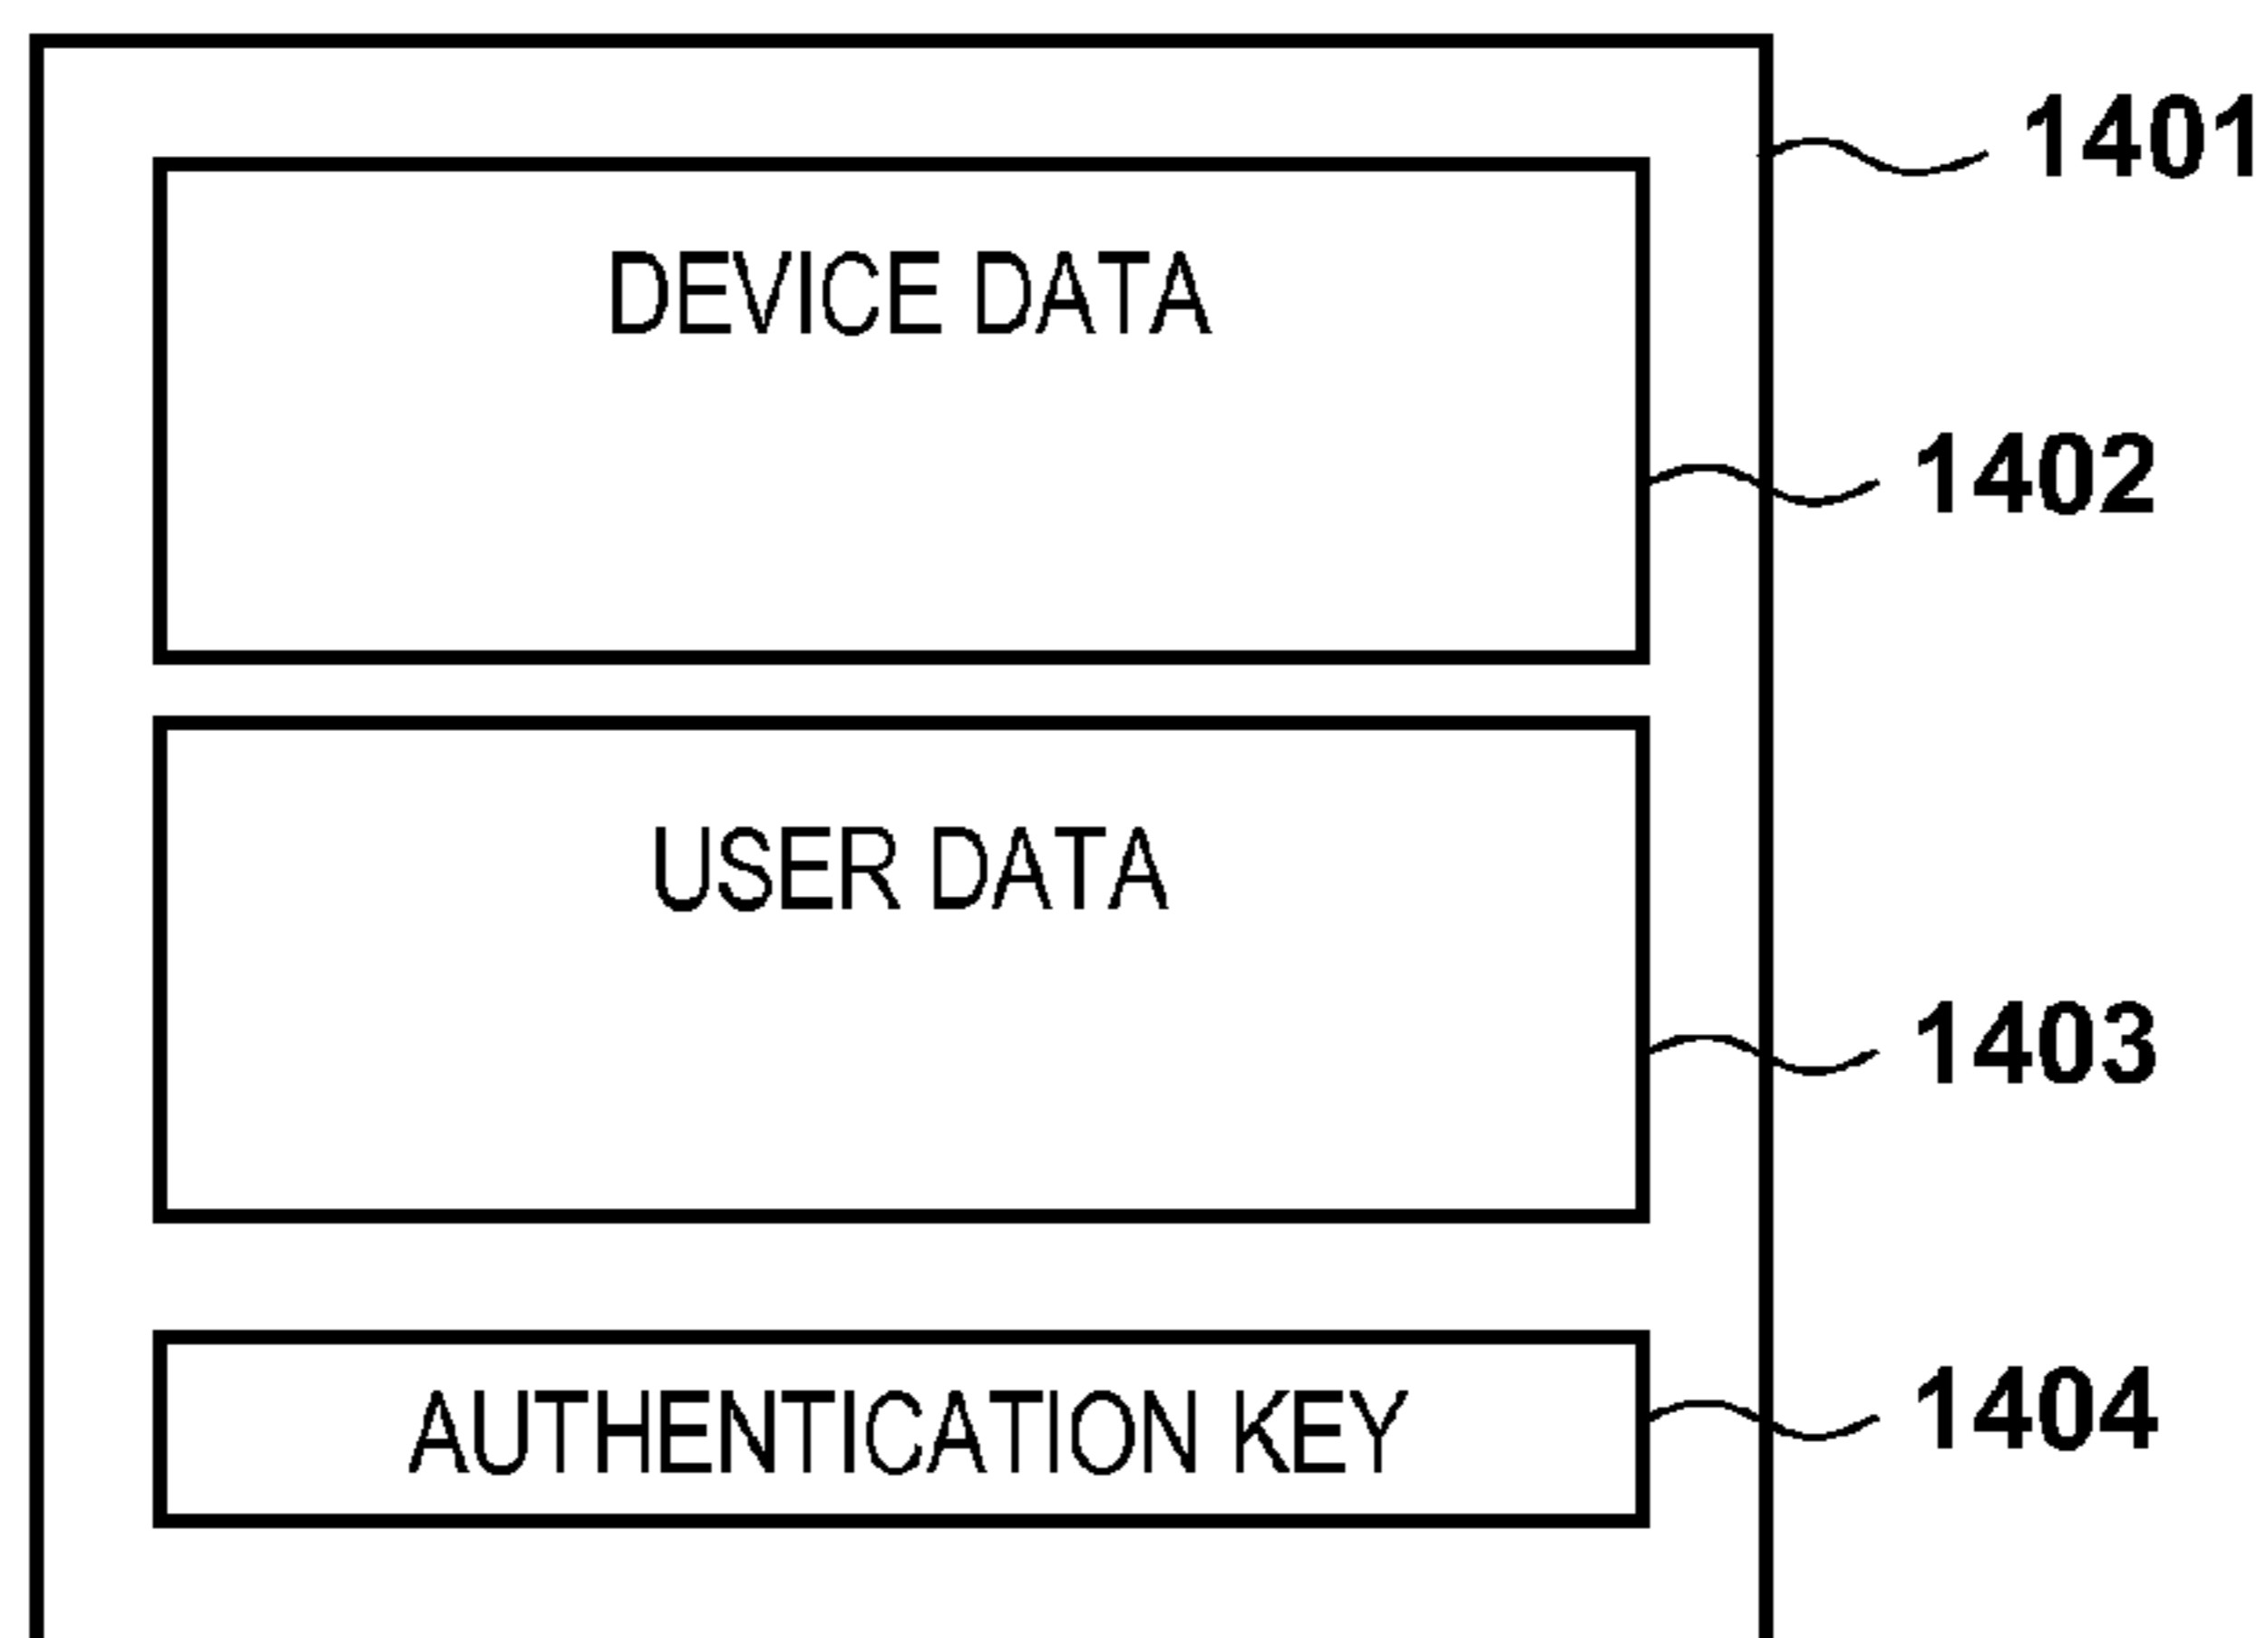 1401
DEVICE DATA
1402
USER DATA
1403
AUTHENTICATION KEY
1404